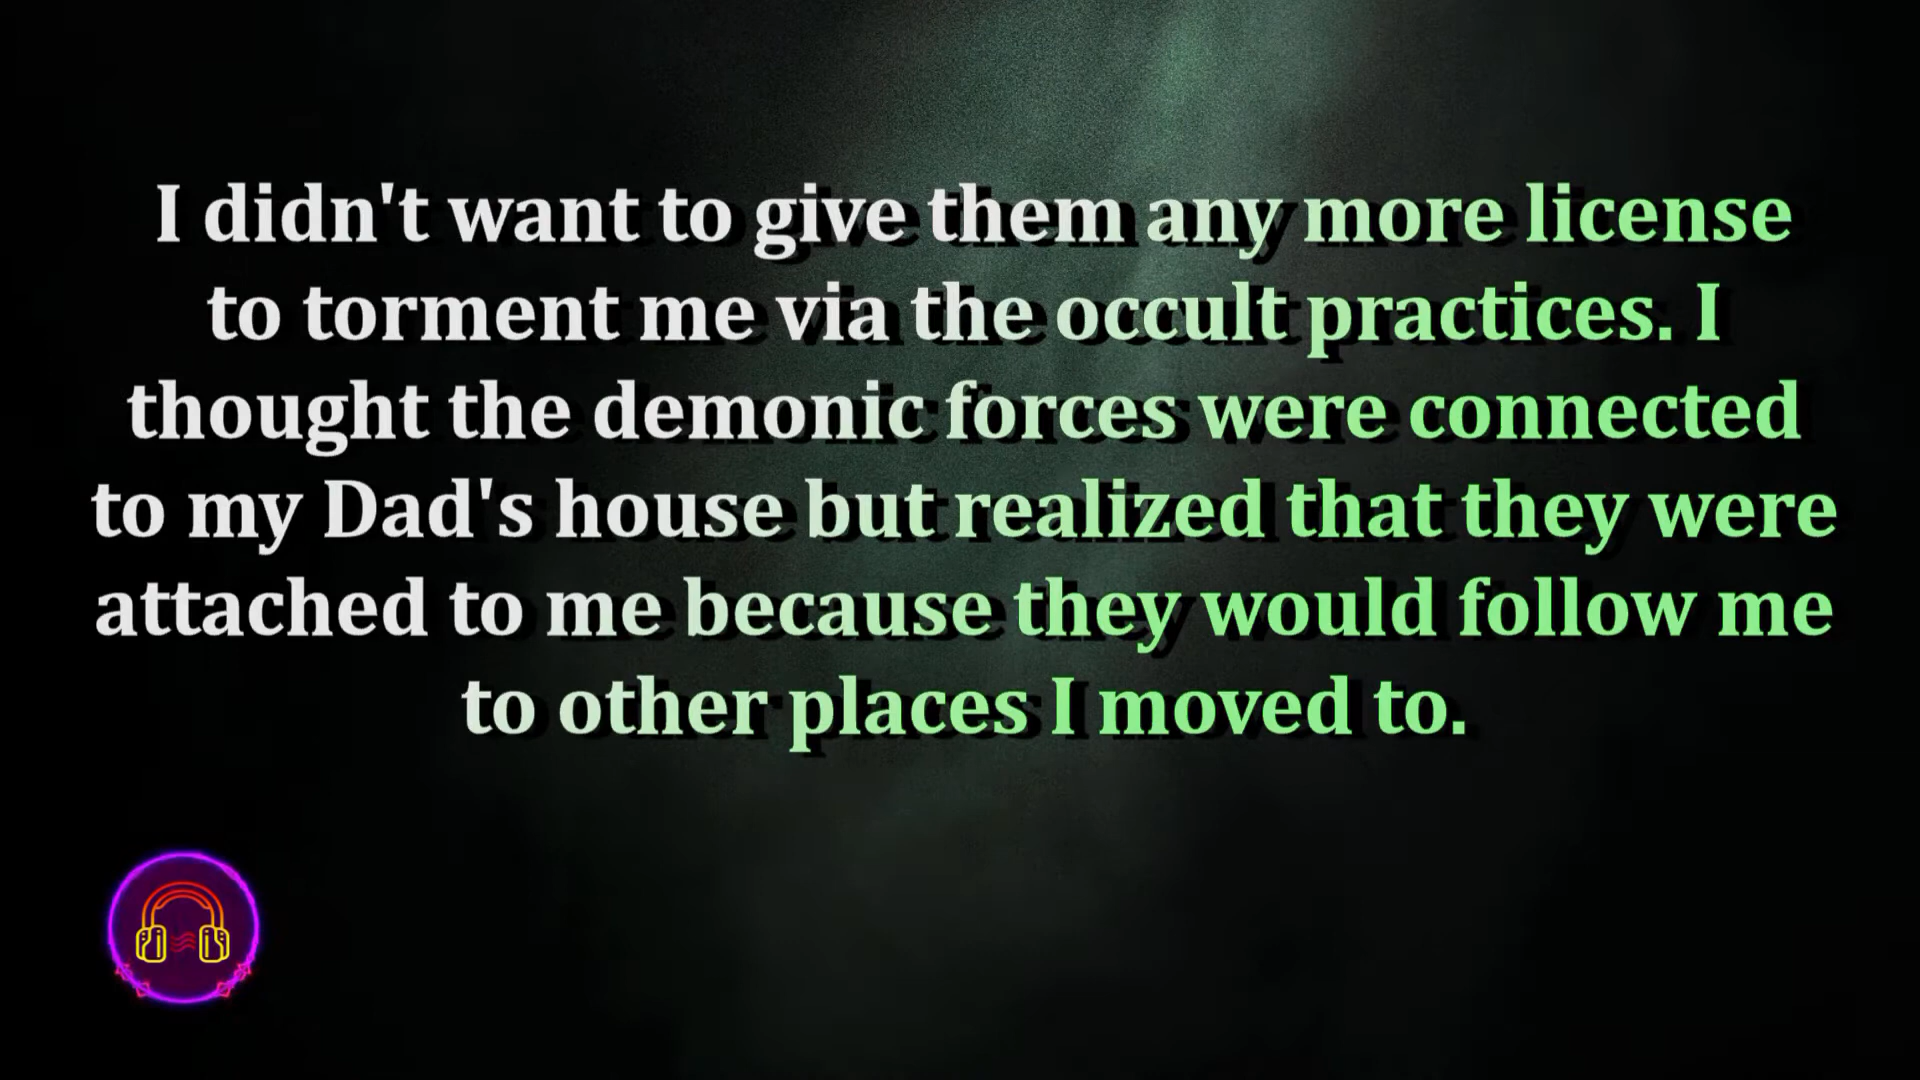 I didn't want to give them any more license
to torment me via the occult practices. I
thought the demonic forces were connected
to my Dad's house but realized that they were
attached to me because they would follow me
to other places I moved to.